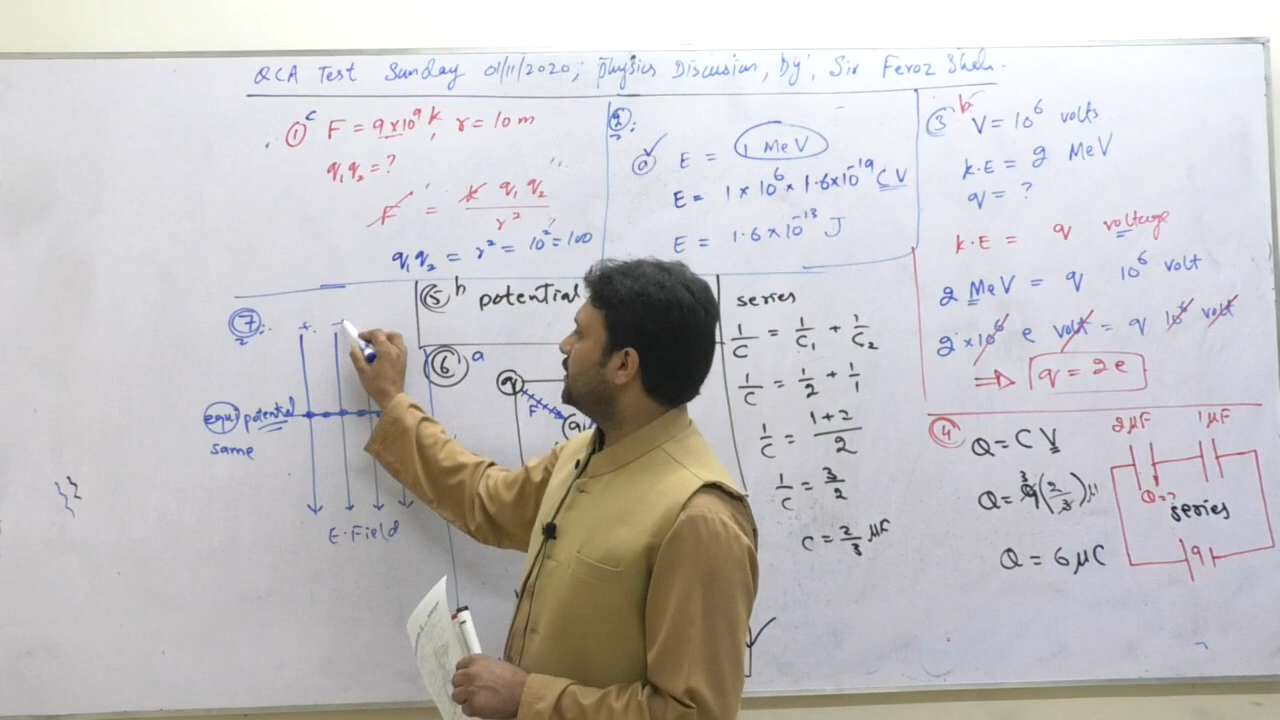 QCA Test Sunday 01/11/2020; Physics Discussion, by, Sir Feroz Shah.
① c F = 9x10⁹ k, r = 10 m
q₁q₂ = ?
F = k q₁ q₂ / r²
q₁q₂ = r² = 10² = 100
②:
ⓐ E = 1 MeV
E = 1 × 10⁶ × 1.6×10⁻¹⁹ CV
E = 1.6×10⁻¹³ J
③ b V = 10⁶ volts
K.E = 2 MeV
q = ?
K.E = q voltage
2 MeV = q 10⁶ volt
2×10⁶ e volt = q 10⁶ volt
⇒ q = 2e
④ Q = CV
Q = 9(2/3)μ
3
Q = 6μC
2μF 1μF
Q=?
series
9
⑤ b potential
⑥ a
q
F
series
1/C = 1/C₁ + 1/C₂
1/C = 1/2 + 1/1
1/C = 1+2/2
1/C = 3/2
C = 2/3 μF
⑦:
+ +
equi potential
same
E.Field